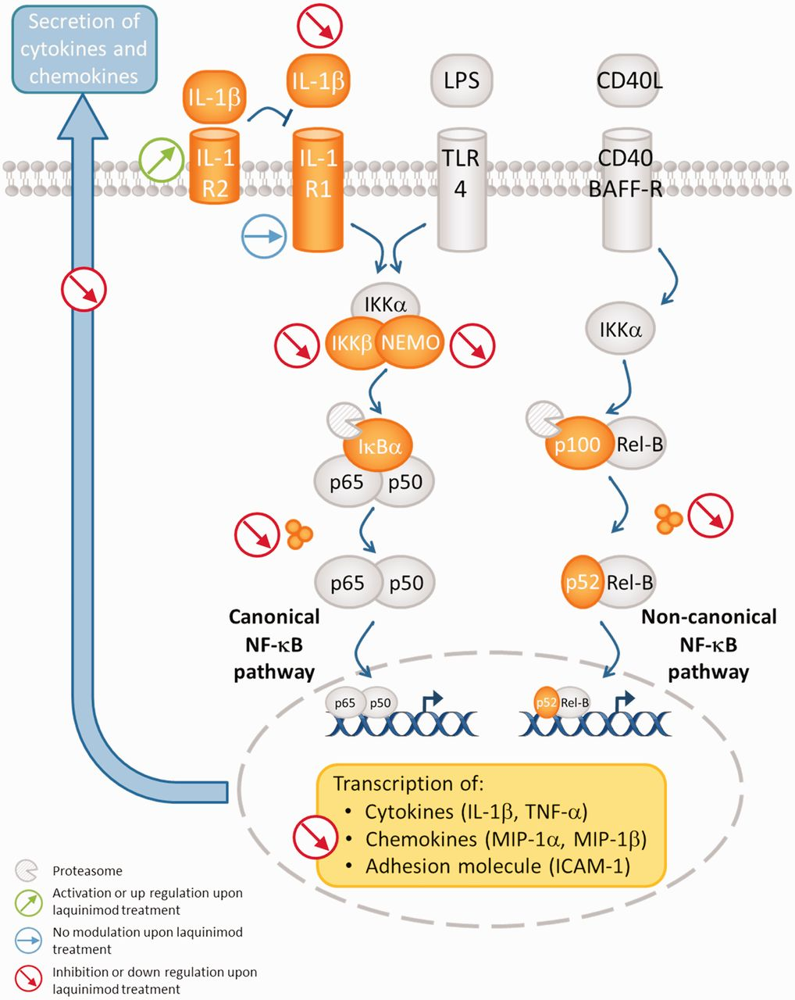 Secretion of
cytokines and
chemokines
IL-1β
IL-1β
LPS
CD40L
IL-1
R2
IL-1
R1
TLR
4
CD40
BAFF-R
IKKα
IKKβ
NEMO
IKKα
IκBα
p65
p50
p100
Rel-B
p65
p50
p52
Rel-B
Canonical
NF-κB
pathway
Non-canonical
NF-κB
pathway
p65
p50
p52
Rel-B
Transcription of:
• Cytokines (IL-1β, TNF-α)
• Chemokines (MIP-1α, MIP-1β)
• Adhesion molecule (ICAM-1)
Proteasome
Activation or up regulation upon
laquinimod treatment
No modulation upon laquinimod
treatment
Inhibition or down regulation upon
laquinimod treatment